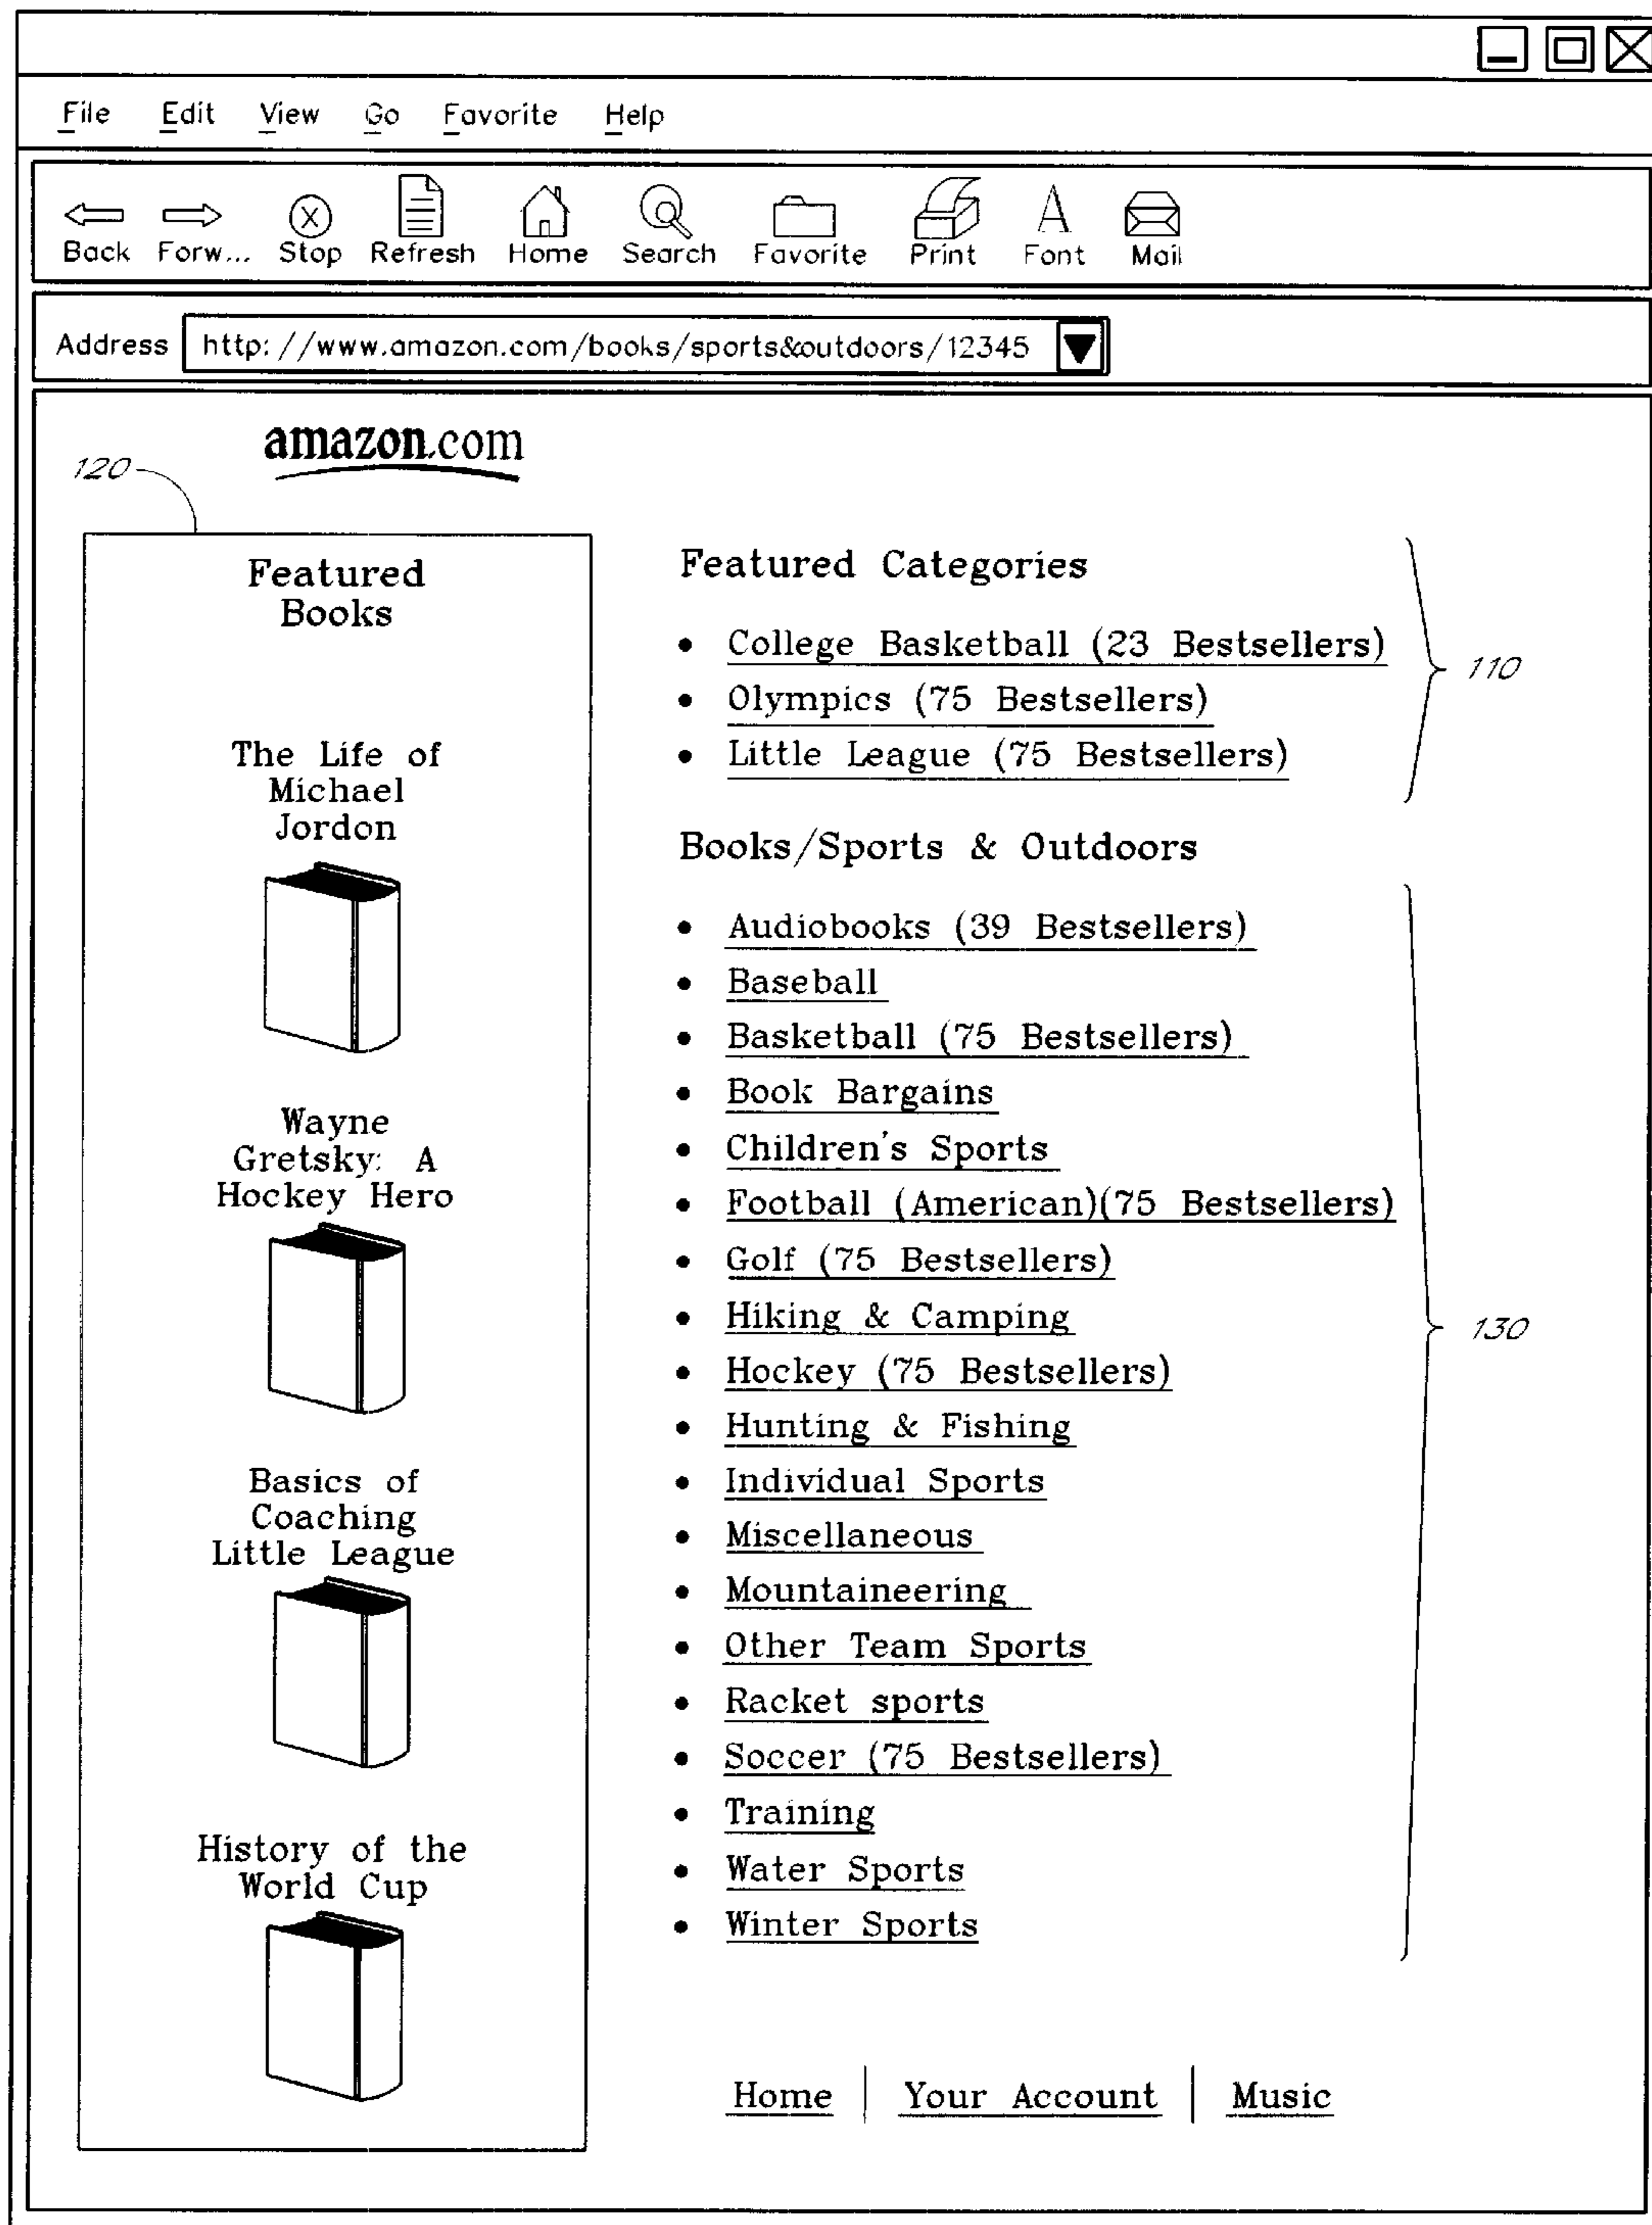 File Edit View Go Favorite Help
Back Forw... Stop Refresh Home Search Favorite Print Font Mail
Address http://www.amazon.com/books/sports&outdoors/12345
amazon.com
120
Featured
Books
The Life of
Michael
Jordon
Wayne
Gretsky: A
Hockey Hero
Basics of
Coaching
Little League
History of the
World Cup
Featured Categories
• College Basketball (23 Bestsellers)
• Olympics (75 Bestsellers)
• Little League (75 Bestsellers)
110
Books/Sports & Outdoors
• Audiobooks (39 Bestsellers)
• Baseball
• Basketball (75 Bestsellers)
• Book Bargains
• Children's Sports
• Football (American)(75 Bestsellers)
• Golf (75 Bestsellers)
• Hiking & Camping
• Hockey (75 Bestsellers)
• Hunting & Fishing
• Individual Sports
• Miscellaneous
• Mountaineering
• Other Team Sports
• Racket sports
• Soccer (75 Bestsellers)
• Training
• Water Sports
• Winter Sports
130
Home | Your Account | Music